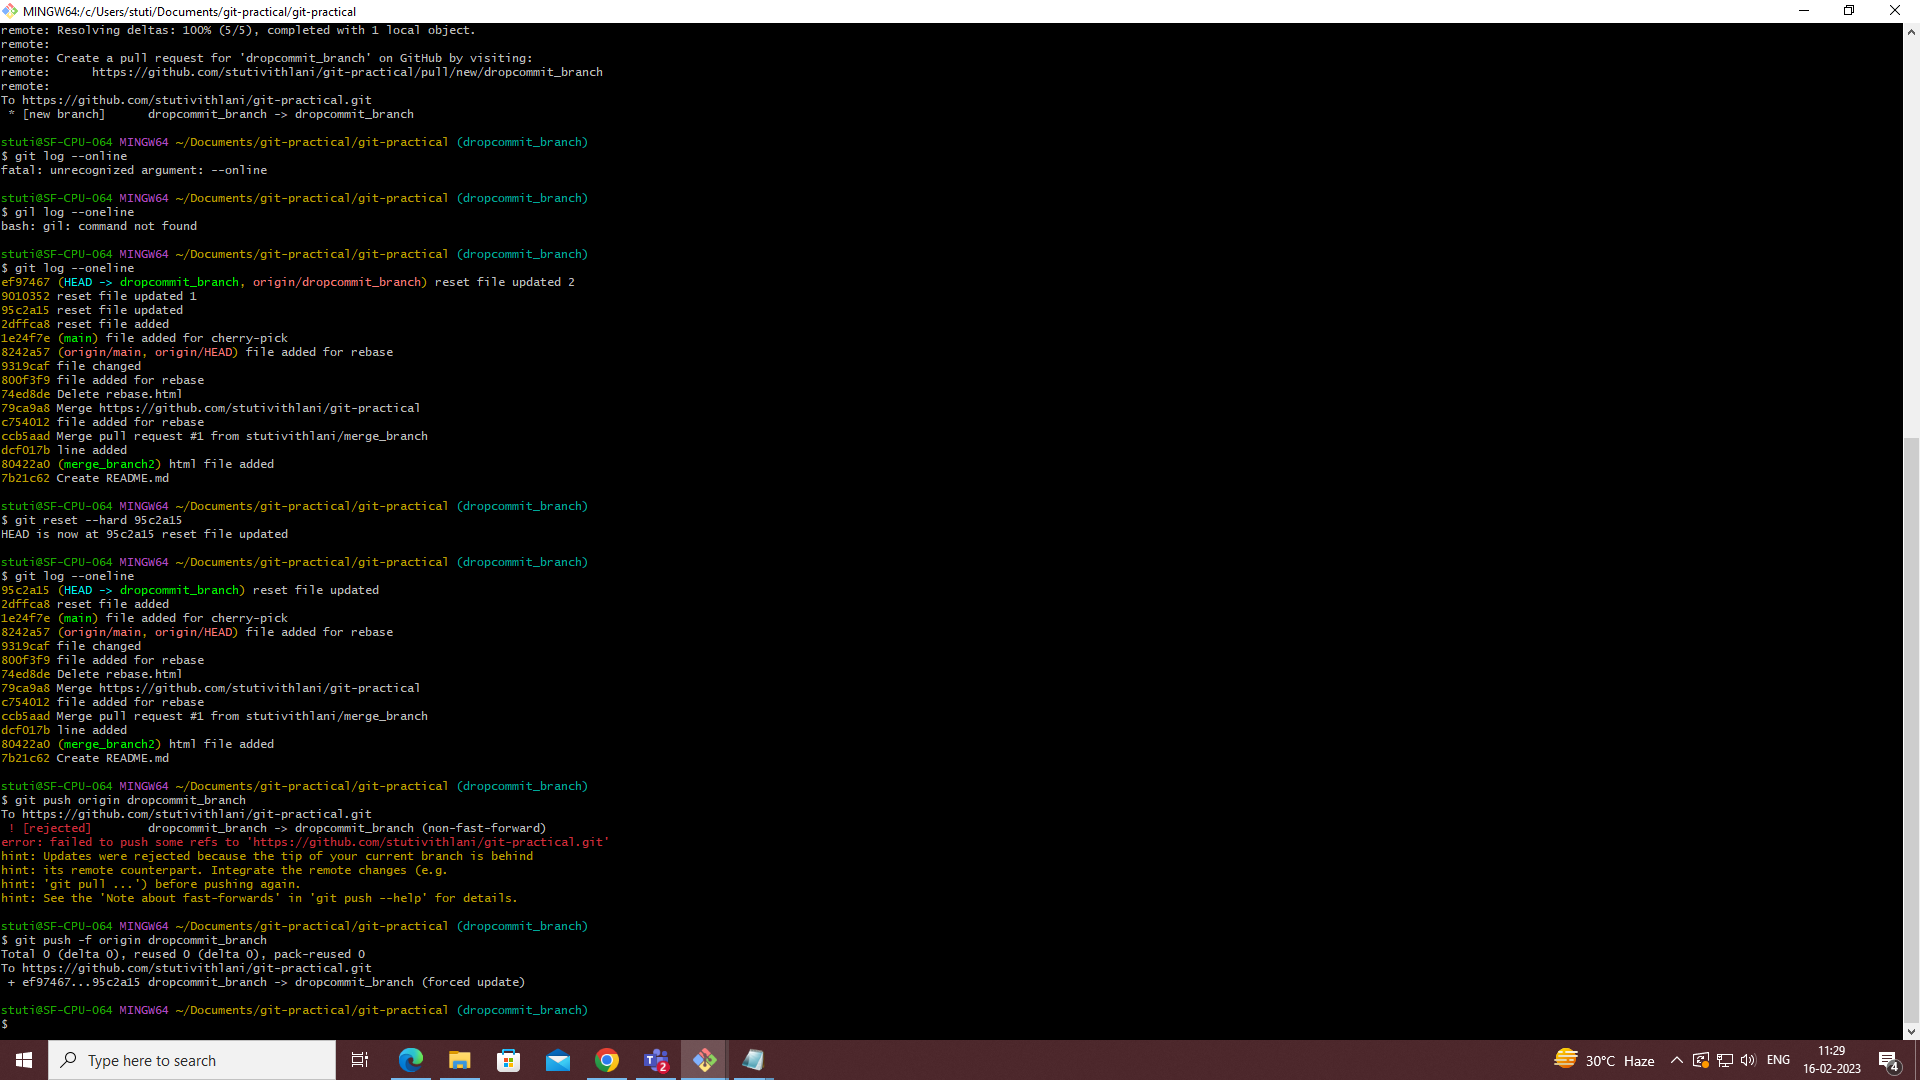 MINGW64:/c/Users/stuti/Documents/git-practical/git-practical
remote: Resolving deltas: 100% (5/5), completed with 1 local object.
remote:
remote: Create a pull request for 'dropcommit_branch' on GitHub by visiting:
remote:      https://github.com/stutivithlani/git-practical/pull/new/dropcommit_branch
remote:
To https://github.com/stutivithlani/git-practical.git
 * [new branch]      dropcommit_branch -> dropcommit_branch
stuti@SF-CPU-064 MINGW64 ~/Documents/git-practical/git-practical (dropcommit_branch)
$ git log --online
fatal: unrecognized argument: --online
stuti@SF-CPU-064 MINGW64 ~/Documents/git-practical/git-practical (dropcommit_branch)
$ gil log --oneline
bash: gil: command not found
stuti@SF-CPU-064 MINGW64 ~/Documents/git-practical/git-practical (dropcommit_branch)
$ git log --oneline
ef97467 (HEAD -> dropcommit_branch, origin/dropcommit_branch) reset file updated 2
9010352 reset file updated 1
95c2a15 reset file updated
2dffca8 reset file added
1e24f7e (main) file added for cherry-pick
8242a57 (origin/main, origin/HEAD) file added for rebase
9319caf file changed
800f3f9 file added for rebase
74ed8de Delete rebase.html
79ca9a8 Merge https://github.com/stutivithlani/git-practical
c754012 file added for rebase
ccb5aad Merge pull request #1 from stutivithlani/merge_branch
dcf017b line added
80422a0 (merge_branch2) html file added
7b21c62 Create README.md
stuti@SF-CPU-064 MINGW64 ~/Documents/git-practical/git-practical (dropcommit_branch)
$ git reset --hard 95c2a15
HEAD is now at 95c2a15 reset file updated
stuti@SF-CPU-064 MINGW64 ~/Documents/git-practical/git-practical (dropcommit_branch)
$ git log --oneline
95c2a15 (HEAD -> dropcommit_branch) reset file updated
2dffca8 reset file added
1e24f7e (main) file added for cherry-pick
8242a57 (origin/main, origin/HEAD) file added for rebase
9319caf file changed
800f3f9 file added for rebase
74ed8de Delete rebase.html
79ca9a8 Merge https://github.com/stutivithlani/git-practical
c754012 file added for rebase
ccb5aad Merge pull request #1 from stutivithlani/merge_branch
dcf017b line added
80422a0 (merge_branch2) html file added
7b21c62 Create README.md
stuti@SF-CPU-064 MINGW64 ~/Documents/git-practical/git-practical (dropcommit_branch)
$ git push origin dropcommit_branch
To https://github.com/stutivithlani/git-practical.git
 ! [rejected]        dropcommit_branch -> dropcommit_branch (non-fast-forward)
error: failed to push some refs to 'https://github.com/stutivithlani/git-practical.git'
hint: Updates were rejected because the tip of your current branch is behind
hint: its remote counterpart. Integrate the remote changes (e.g.
hint: 'git pull ...') before pushing again.
hint: See the 'Note about fast-forwards' in 'git push --help' for details.
stuti@SF-CPU-064 MINGW64 ~/Documents/git-practical/git-practical (dropcommit_branch)
$ git push -f origin dropcommit_branch
Total 0 (delta 0), reused 0 (delta 0), pack-reused 0
To https://github.com/stutivithlani/git-practical.git
 + ef97467...95c2a15 dropcommit_branch -> dropcommit_branch (forced update)
stuti@SF-CPU-064 MINGW64 ~/Documents/git-practical/git-practical (dropcommit_branch)
$
Type here to search
T
2
30°C Haze
ENG
11:29
16-02-2023
4